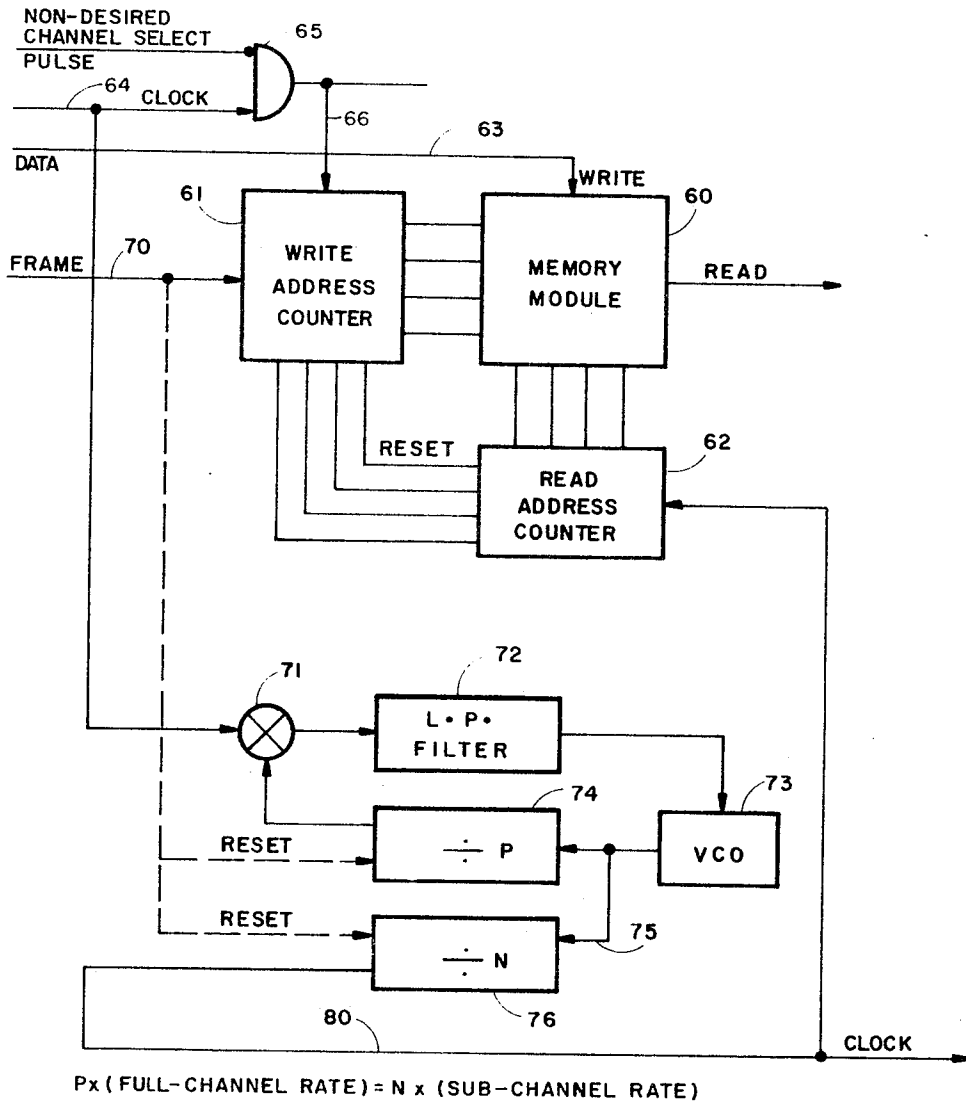 NON-DESIRED
CHANNEL SELECT
PULSE
65
64
CLOCK
66
63
DATA
WRITE
61
60
FRAME
70
WRITE
ADDRESS
COUNTER
MEMORY
MODULE
READ
RESET
62
READ
ADDRESS
COUNTER
71
72
L. P.
FILTER
73
74
RESET
÷ P
VCO
RESET
÷ N
75
76
80
CLOCK
Px (FULL-CHANNEL RATE) = N x (SUB-CHANNEL RATE)